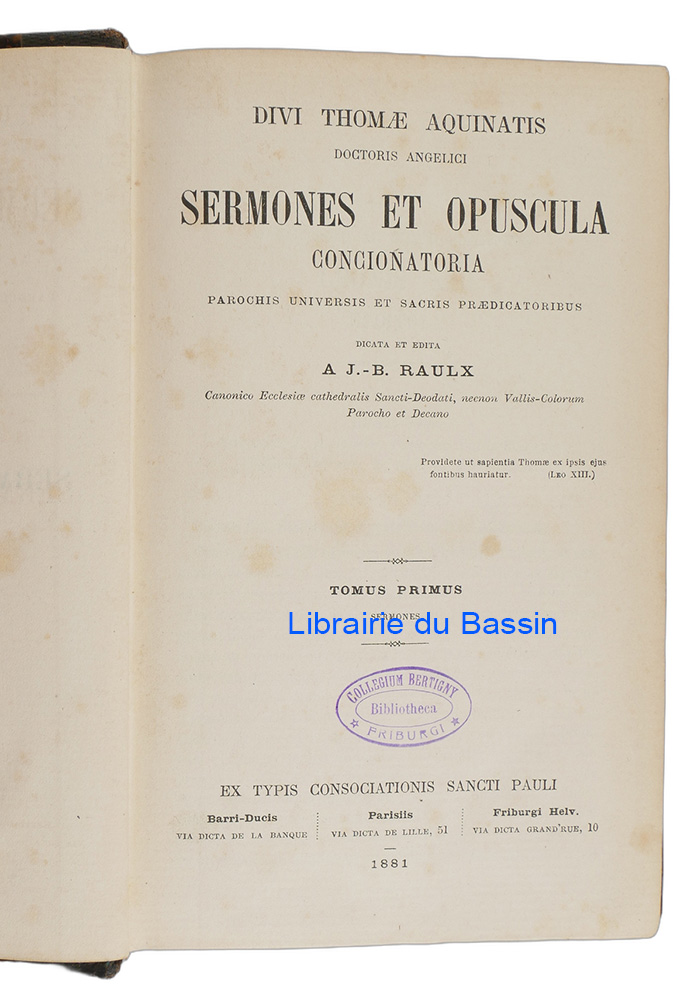 DIVI THOMÆ AQUINATIS
DOCTORIS ANGELICI
SERMONES ET OPUSCULA
CONCIONATORIA
PAROCHIS UNIVERSIS ET SACRIS PRÆDICATORIBUS
DICATA ET EDITA
A J.-B. RAULX
Canonico Ecclesiæ cathedralis Sancti-Deodati, necnon Vallis-Colorum
Parocho et Decano
Providete ut sapientia Thomæ ex ipsis ejus
fontibus hauriatur. (LEO XIII.)
TOMUS PRIMUS
SERMONES
Librairie du Bassin
COLLEGIUM BERTIGNY
Bibliotheca
FRIBURGI
EX TYPIS CONSOCIATIONIS SANCTI PAULI
Barri-Ducis Parisiis Friburgi Helv.
VIA DICTA DE LA BANQUE VIA DICTA DE LILLE, 51 VIA DICTA GRAND'RUE, 10
1881